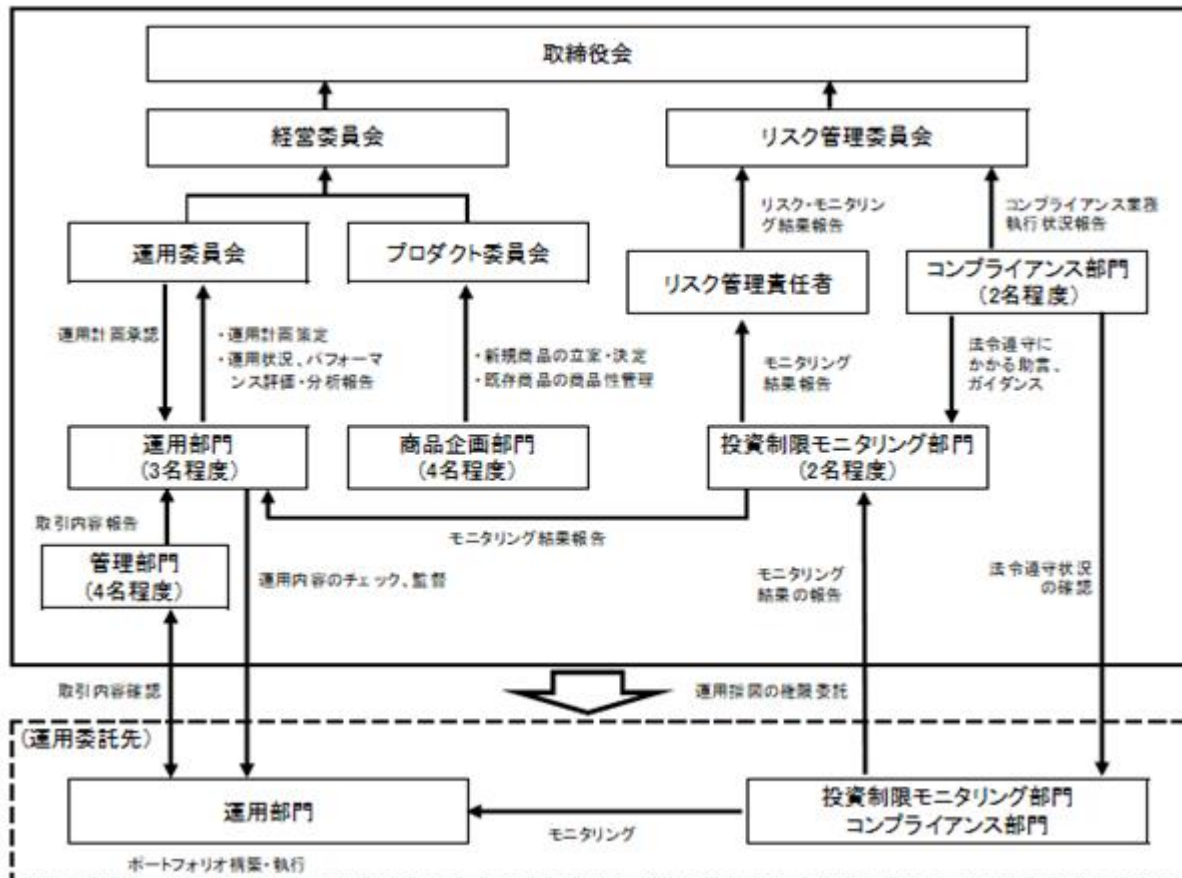 取締役会
経営委員会
リスク管理委員会
リスク・モニタリン
グ結果報告
コンプライアンス業務
執行状況報告
運用委員会
プロダクト委員会
リスク管理責任者
コンプライアンス部門
(2名程度)
運用計画承認
・運用計画策定
・運用状況、パフォーマ
ンス評価・分析報告
・新規商品の立案・決定
・既存商品の商品性管理
モニタリング
結果報告
法令遵守に
かかる助言、
ガイダンス
運用部門
(3名程度)
商品企画部門
(4名程度)
投資制限モニタリング部門
(2名程度)
取引内容報告
モニタリング結果報告
管理部門
(4名程度)
運用内容のチェック、監督
モニタリング
結果の報告
法令遵守状況
の確認
取引内容確認
運用指図の権限委託
(運用委託先)
運用部門
モニタリング
投資制限モニタリング部門
コンプライアンス部門
ポートフォリオ構築・執行